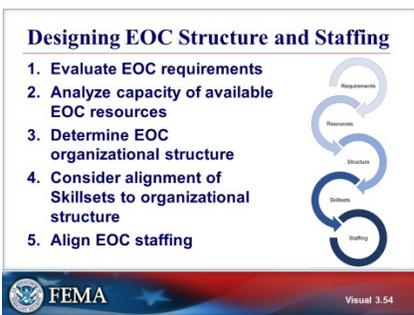 Designing EOC Structure and Staffing
1. Evaluate EOC requirements
2. Analyze capacity of available
EOC resources
3. Determine EOC
organizational structure
4. Consider alignment of
Skillsets to organizational
structure
5. Align EOC staffing
Requirements
Resources
Structure
Skillsets
Staffing
FEMA
Visual 3.54